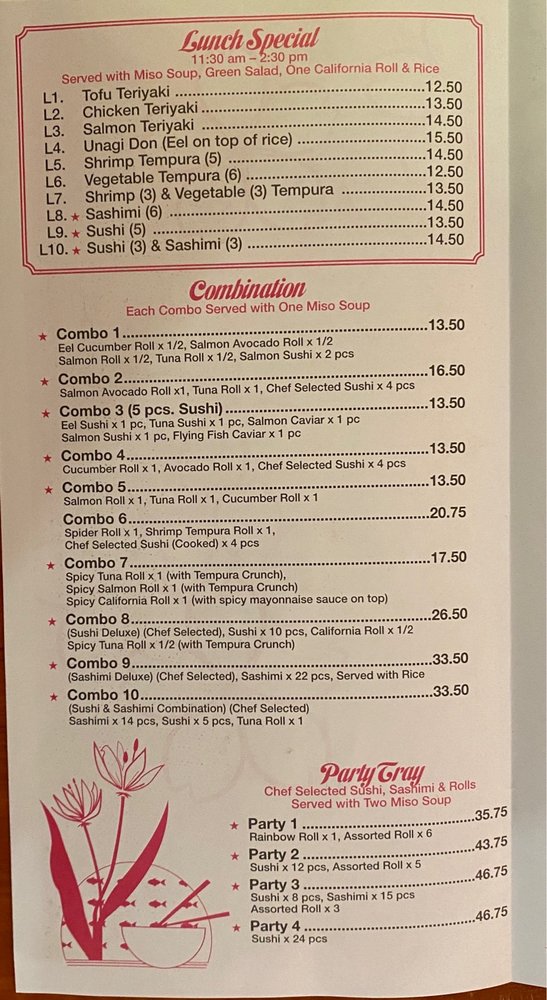 Lunch Special
11:30 am – 2:30 pm
Served with Miso Soup, Green Salad, One California Roll & Rice
L1. Tofu Teriyaki ..........12.50
L2. Chicken Teriyaki ..........13.50
L3. Salmon Teriyaki ..........14.50
L4. Unagi Don (Eel on top of rice) ..........15.50
L5. Shrimp Tempura (5) ..........14.50
L6. Vegetable Tempura (6) ..........12.50
L7. Shrimp (3) & Vegetable (3) Tempura ..........13.50
L8. ★ Sashimi (6) ..........14.50
L9. ★ Sushi (5) ..........13.50
L10. ★ Sushi (3) & Sashimi (3) ..........14.50
Combination
Each Combo Served with One Miso Soup
★ Combo 1..........13.50
Eel Cucumber Roll x 1/2, Salmon Avocado Roll x 1/2
Salmon Roll x 1/2, Tuna Roll x 1/2, Salmon Sushi x 2 pcs
★ Combo 2..........16.50
Salmon Avocado Roll x1, Tuna Roll x 1, Chef Selected Sushi x 4 pcs
★ Combo 3 (5 pcs. Sushi)..........13.50
Eel Sushi x 1 pc, Tuna Sushi x 1 pc, Salmon Caviar x 1 pc
Salmon Sushi x 1 pc, Flying Fish Caviar x 1 pc
★ Combo 4..........13.50
Cucumber Roll x 1, Avocado Roll x 1, Chef Selected Sushi x 4 pcs
★ Combo 5..........13.50
Salmon Roll x 1, Tuna Roll x 1, Cucumber Roll x 1
Combo 6..........20.75
Spider Roll x 1, Shrimp Tempura Roll x 1,
Chef Selected Sushi (Cooked) x 4 pcs
★ Combo 7..........17.50
Spicy Tuna Roll x 1 (with Tempura Crunch),
Spicy Salmon Roll x 1 (with Tempura Crunch)
Spicy California Roll x 1 (with spicy mayonnaise sauce on top)
★ Combo 8..........26.50
(Sushi Deluxe) (Chef Selected), Sushi x 10 pcs, California Roll x 1/2
Spicy Tuna Roll x 1/2 (with Tempura Crunch)
★ Combo 9..........33.50
(Sashimi Deluxe) (Chef Selected), Sashimi x 22 pcs, Served with Rice
★ Combo 10..........33.50
(Sushi & Sashimi Combination) (Chef Selected)
Sashimi x 14 pcs, Sushi x 5 pcs, Tuna Roll x 1
Party Tray
Chef Selected Sushi, Sashimi & Rolls
Served with Two Miso Soup
★ Party 1 ..........35.75
Rainbow Roll x 1, Assorted Roll x 6
★ Party 2 ..........43.75
Sushi x 12 pcs, Assorted Roll x 5
★ Party 3 ..........46.75
Sushi x 8 pcs, Sashimi x 15 pcs
Assorted Roll x 3
★ Party 4 ..........46.75
Sushi x 24 pcs